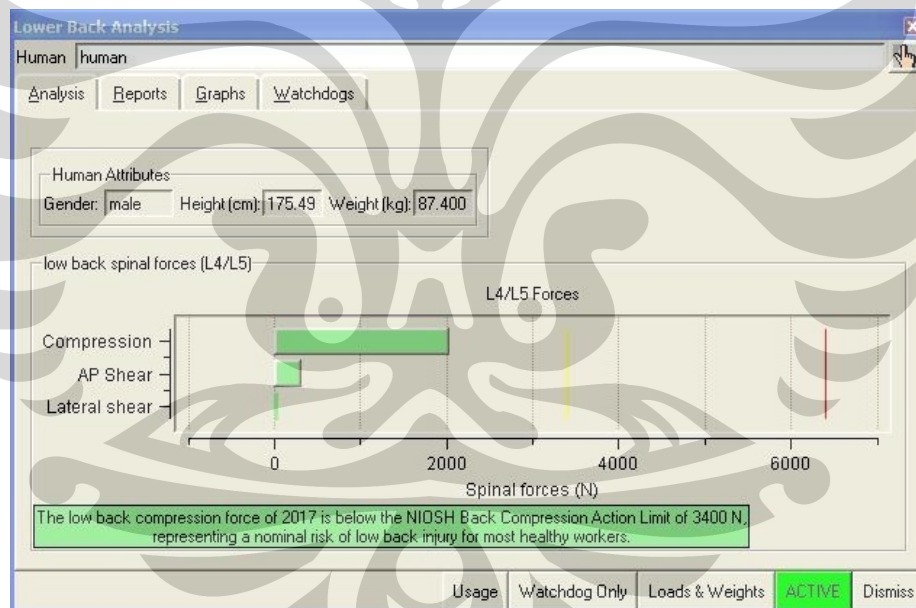 Lower Back Analysis
Human human
Analysis Reports Graphs Watchdogs
Human Attributes
Gender: male Height (cm): 175.49 Weight (kg): 87.400
low back spinal forces (L4/L5)
L4/L5 Forces
Compression
AP Shear
Lateral shear
0 2000 4000 6000
Spinal forces (N)
The low back compression force of 2017 is below the NIOSH Back Compression Action Limit of 3400 N,
representing a nominal risk of low back injury for most healthy workers.
Usage Watchdog Only Loads & Weights ACTIVE Dismiss